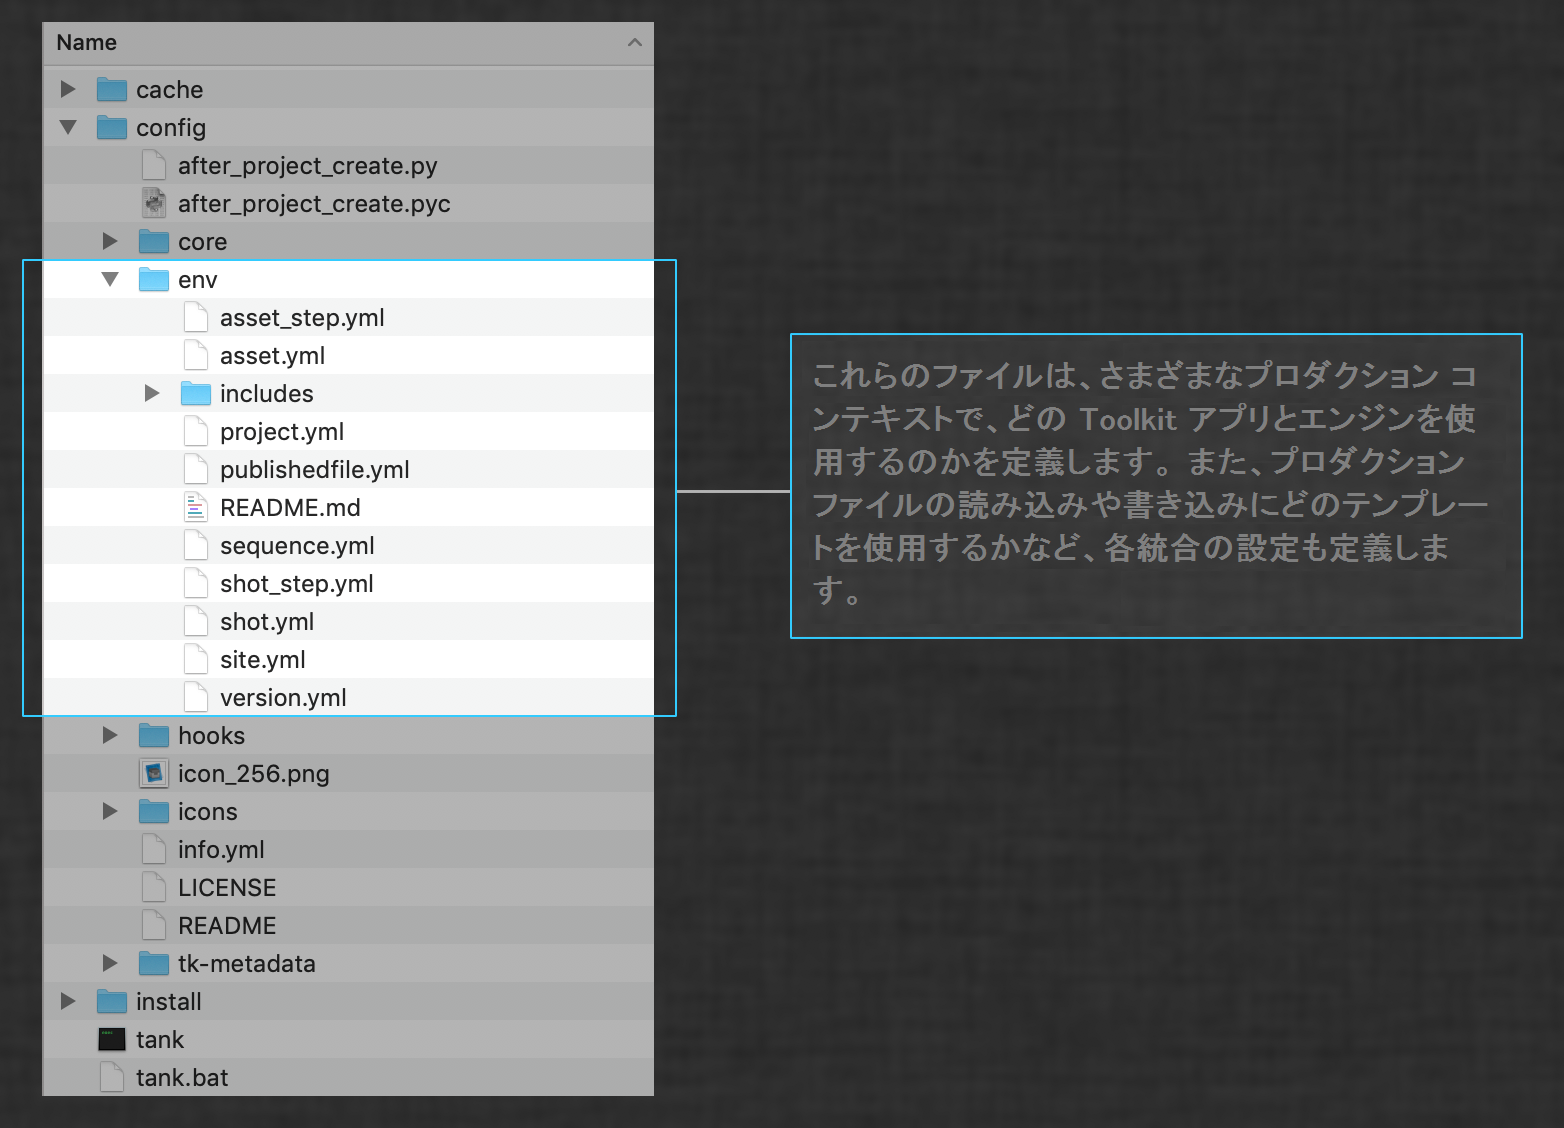 Name
cache
config
after_project_create.py
after_project_create.pyc
core
env
asset_step.yml
asset.yml
includes
project.yml
publishedfile.yml
README.md
sequence.yml
shot_step.yml
shot.yml
site.yml
version.yml
hooks
icon_256.png
icons
info.yml
LICENSE
README
tk-metadata
install
tank
tank.bat
これらのファイルは、さまざまなプロダクション コ
ンテキストで、どの Toolkit アプリとエンジンを使
用するのかを定義します。また、プロダクション
ファイルの読み込みや書き込みにどのテンプレー
トを使用するかなど、各統合の設定も定義しま
す。